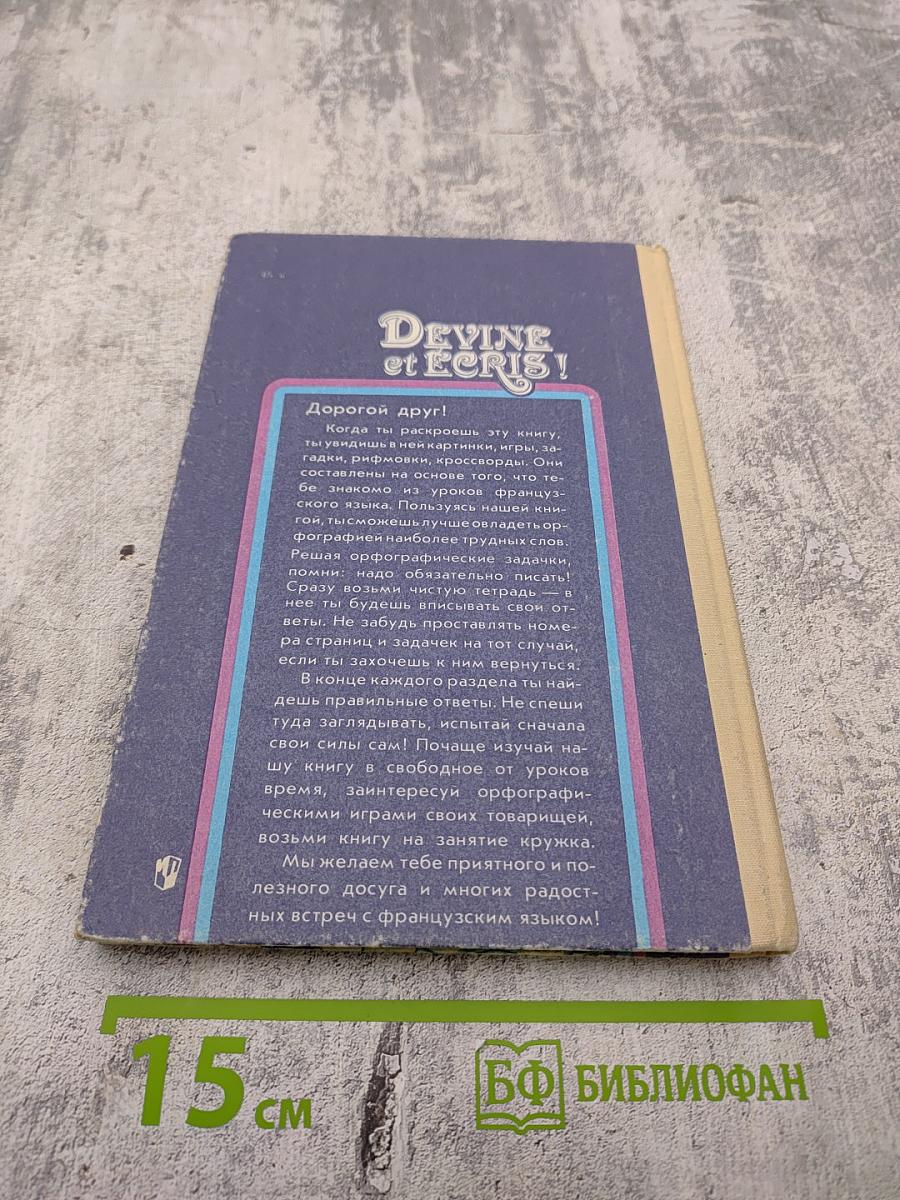 45 к
DEVINE
et ECRIS!
Дорогой друг!
Когда ты раскроешь эту книгу,
ты увидишь в ней картинки, игры, за-
гадки, рифмовки, кроссворды. Они
составлены на основе того, что те-
бе знакомо из уроков француз-
ского языка. Пользуясь нашей кни-
гой, ты сможешь лучше овладеть ор-
фографией наиболее трудных слов.
Решая орфографические задачки,
помни: надо обязательно писать!
Сразу возьми чистую тетрадь — в
нее ты будешь вписывать свои от-
веты. Не забудь проставлять номе-
ра страниц и задачек на тот случай,
если ты захочешь к ним вернуться.
В конце каждого раздела ты най-
дешь правильные ответы. Не спеши
туда заглядывать, испытай сначала
свои силы сам! Почаще изучай на-
шу книгу в свободное от уроков
время, заинтересуй орфографи-
ческими играми своих товарищей,
возьми книгу на занятие кружка.
Мы желаем тебе приятного и по-
лезного досуга и многих радост-
ных встреч с французским языком!
15 см
БФ БИБЛИОФАН